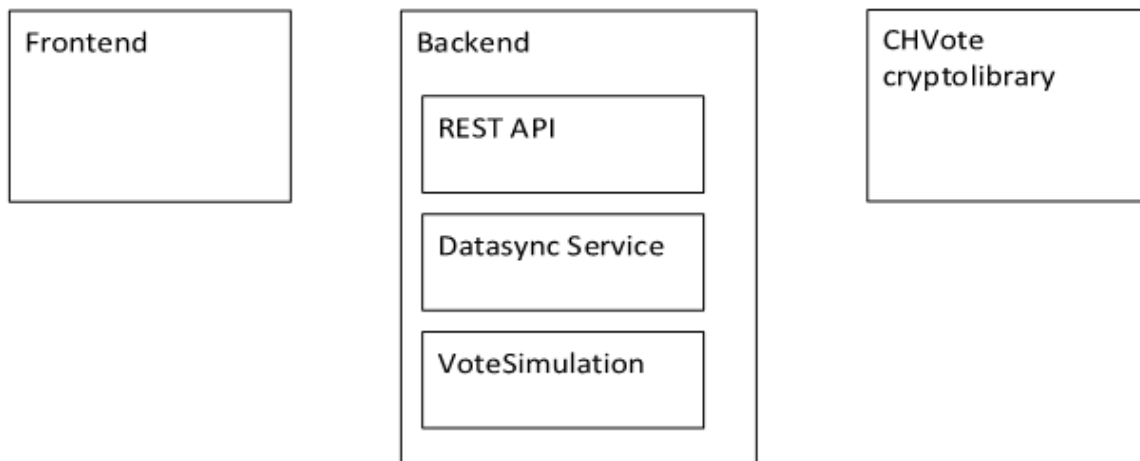 Frontend
Backend
REST API
Datasync Service
VoteSimulation
CHVote
cryptolibrary